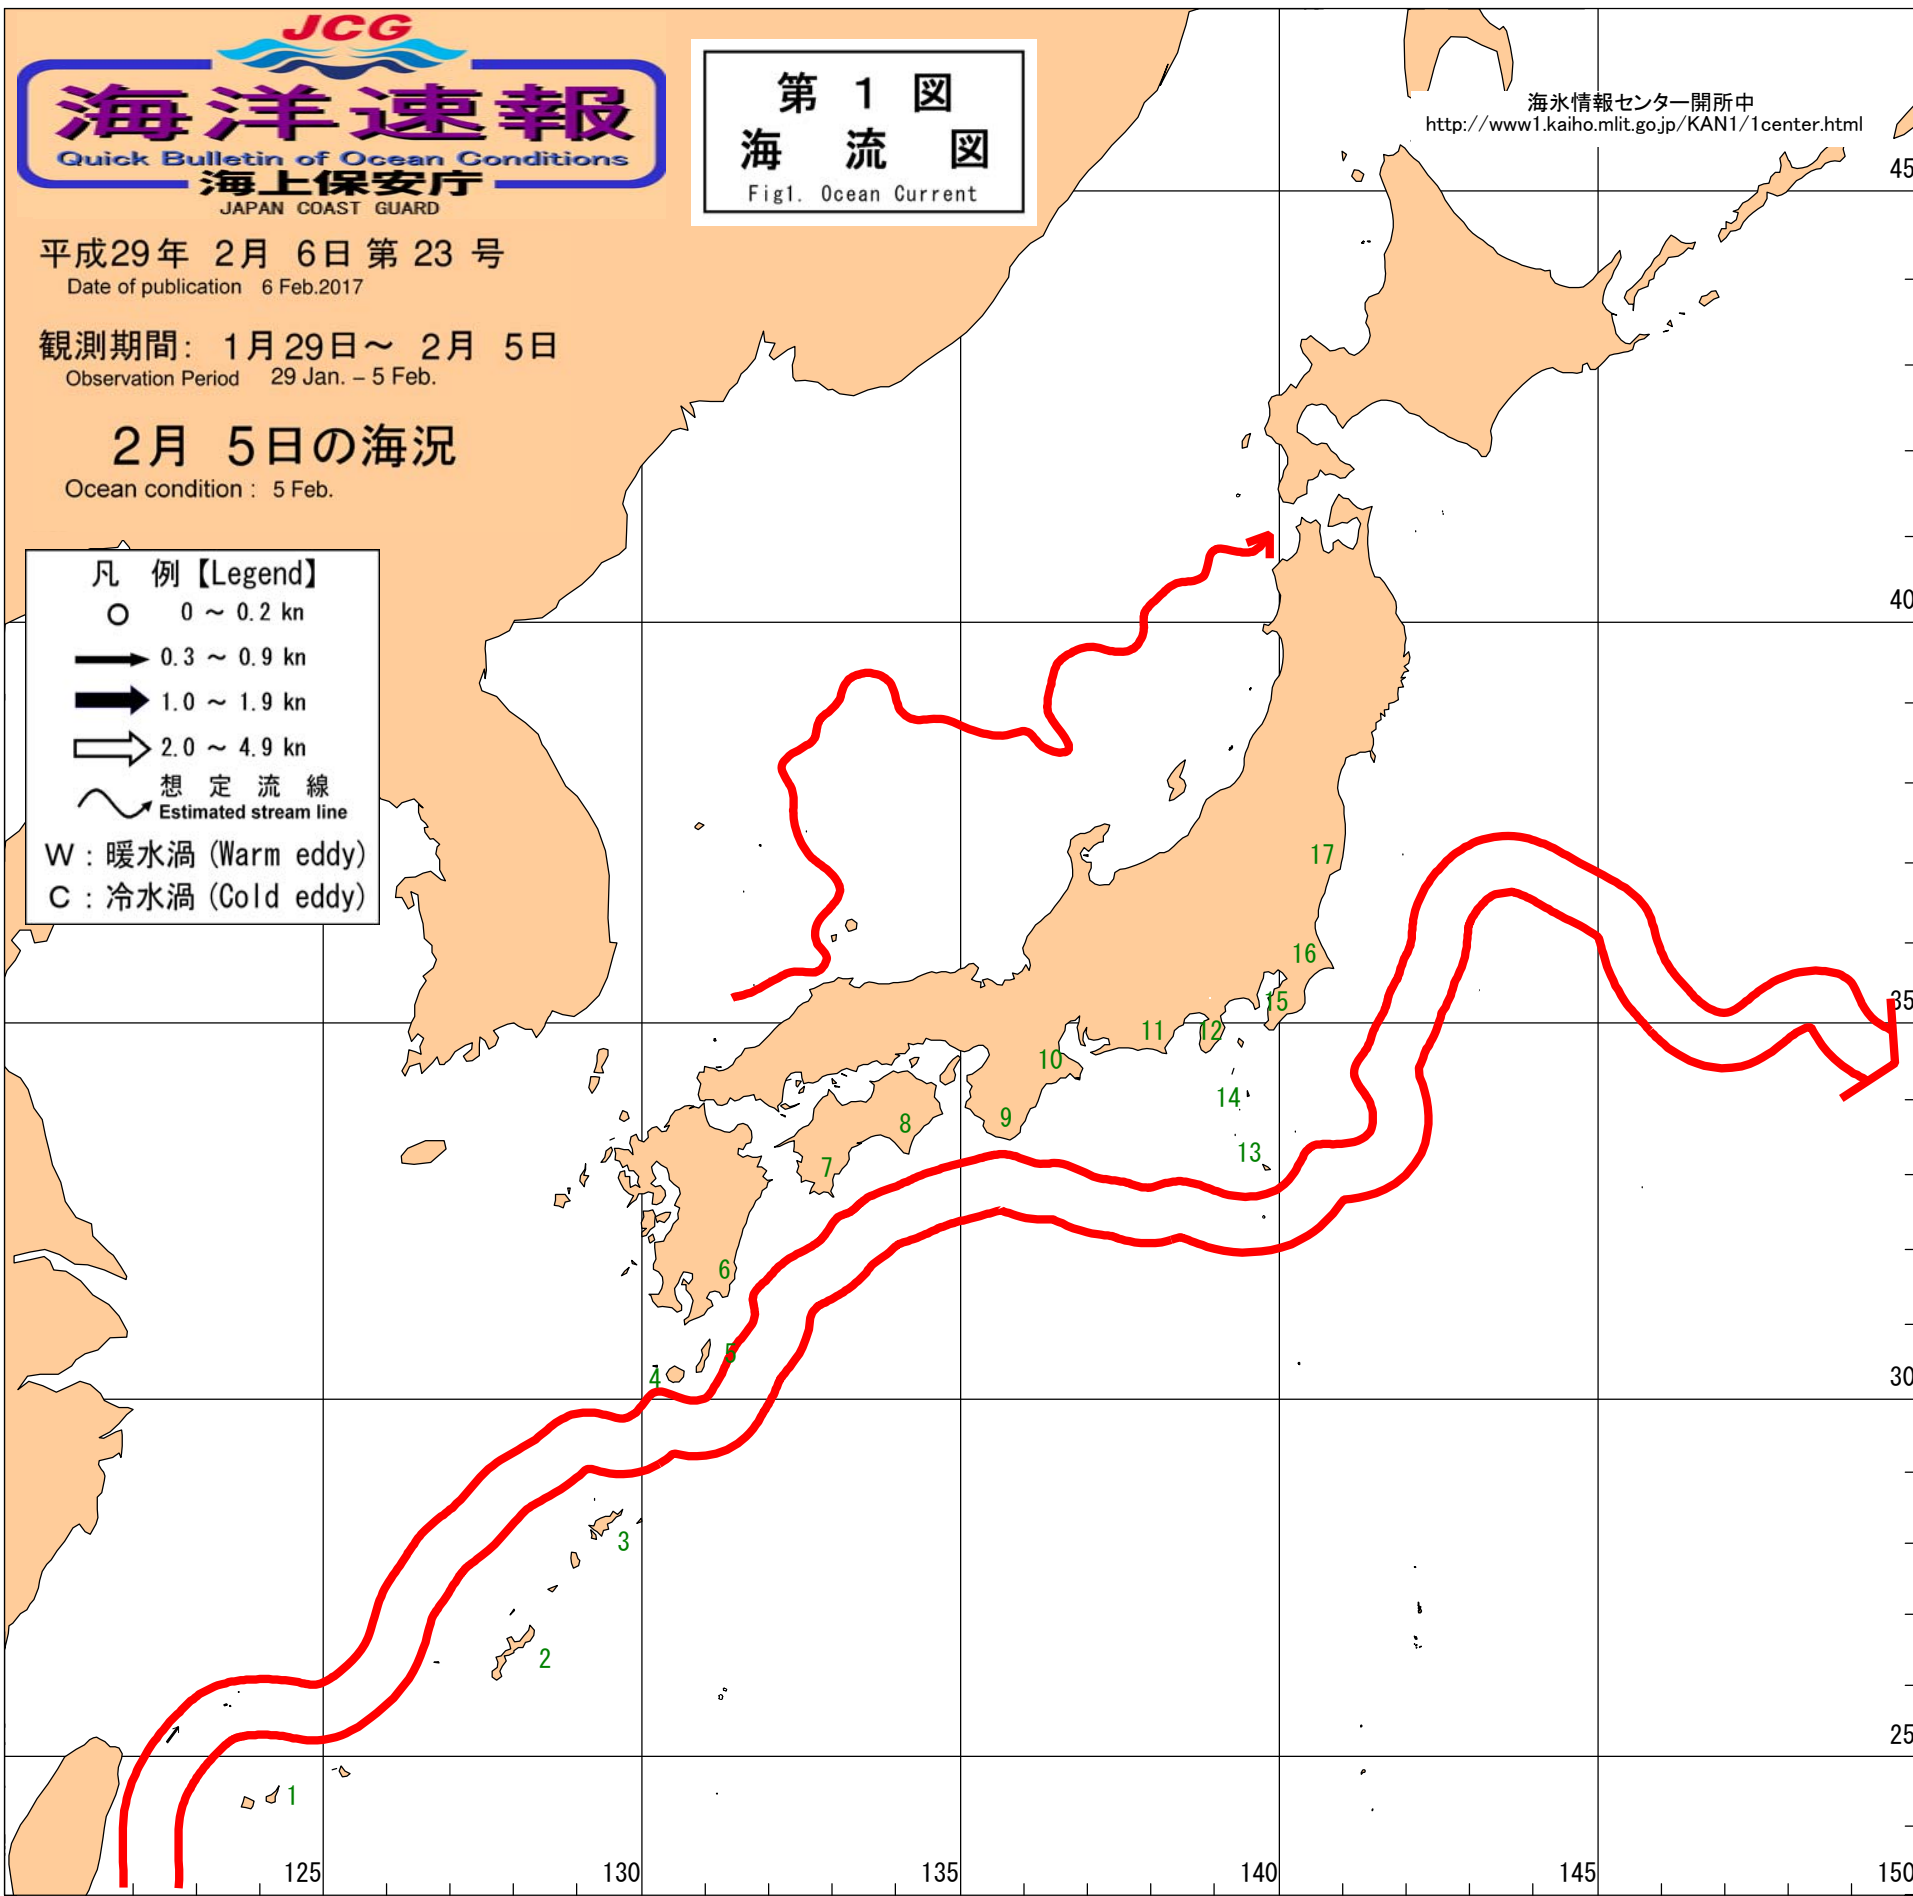 JCG
海洋速報
Quick Bulletin of Ocean Conditions
海上保安庁
JAPAN COAST GUARD
第 1 図
海 流 図
Fig1. Ocean Current
海氷情報センター開所中
http://www1.kaiho.mlit.go.jp/KAN1/1center.html
平成29年 2月 6日 第 23 号
Date of publication 6 Feb.2017
観測期間: 1月29日～ 2月 5日
Observation Period 29 Jan. – 5 Feb.
2月 5日の海況
Ocean condition : 5 Feb.
凡 例【Legend】
0 ～ 0.2 kn
0.3 ～ 0.9 kn
1.0 ～ 1.9 kn
2.0 ～ 4.9 kn
想 定 流 線
Estimated stream line
W : 暖水渦 (Warm eddy)
C : 冷水渦 (Cold eddy)
45
40
17
16
35
15
12
11
10
14
9
8
13
7
6
5
4
30
3
2
25
1
125
130
135
140
145
150